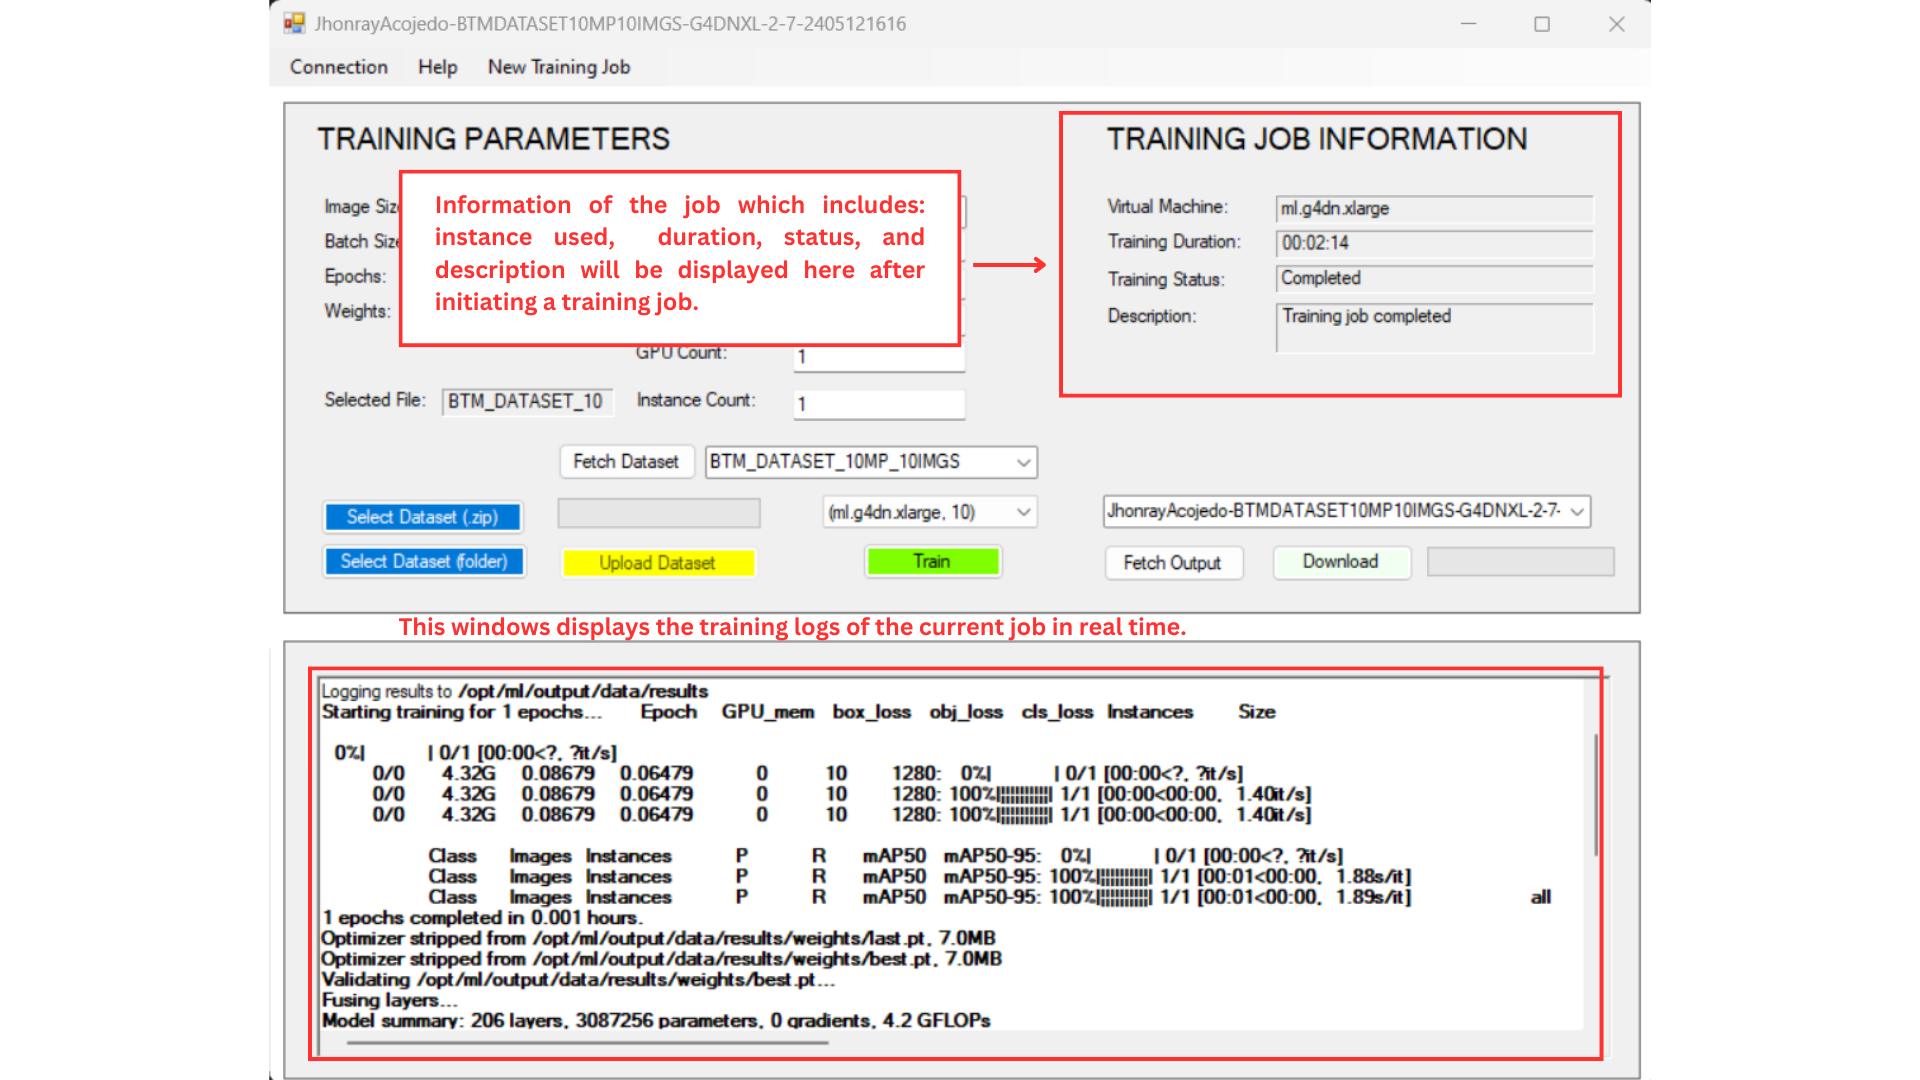 JhonrayAcojedo-BTMDATASET10MP10IMGS-G4DNXL-2-7-2405121616
Connection Help New Training Job
TRAINING PARAMETERS
Image Siz
Batch Size
Epochs:
Weights:
Information of the job which includes:
instance used, duration, status, and
description will be displayed here after
initiating a training job.
GPU Count: 1
Selected File: BTM_DATASET_10 Instance Count: 1
Fetch Dataset BTM_DATASET_10MP_10IMGS
Select Dataset (.zip) (ml.g4dn.xlarge, 10)
Select Dataset (folder) Upload Dataset Train
TRAINING JOB INFORMATION
Virtual Machine: ml.g4dn.xlarge
Training Duration: 00:02:14
Training Status: Completed
Description: Training job completed
JhonrayAcojedo-BTMDATASET10MP10IMGS-G4DNXL-2-7-
Fetch Output Download
This windows displays the training logs of the current job in real time.
Logging results to /opt/ml/output/data/results
Starting training for 1 epochs... Epoch GPU_mem box_loss obj_loss cls_loss Instances Size
0%| | 0/1 [00:00<?, ?it/s]
0/0 4.32G 0.08679 0.06479 0 10 1280: 0%| | 0/1 [00:00<?, ?it/s]
0/0 4.32G 0.08679 0.06479 0 10 1280: 100%|||||||||||| 1/1 [00:00<00:00, 1.40it/s]
0/0 4.32G 0.08679 0.06479 0 10 1280: 100%|||||||||||| 1/1 [00:00<00:00, 1.40it/s]
Class Images Instances P R mAP50 mAP50-95: 0%| | 0/1 [00:00<?, ?it/s]
Class Images Instances P R mAP50 mAP50-95: 100%|||||||||||| 1/1 [00:01<00:00, 1.88s/it]
Class Images Instances P R mAP50 mAP50-95: 100%|||||||||||| 1/1 [00:01<00:00, 1.89s/it] all
1 epochs completed in 0.001 hours.
Optimizer stripped from /opt/ml/output/data/results/weights/last.pt, 7.0MB
Optimizer stripped from /opt/ml/output/data/results/weights/best.pt, 7.0MB
Validating /opt/ml/output/data/results/weights/best.pt...
Fusing layers...
Model summary: 206 layers, 3087256 parameters, 0 gradients, 4.2 GFLOPs